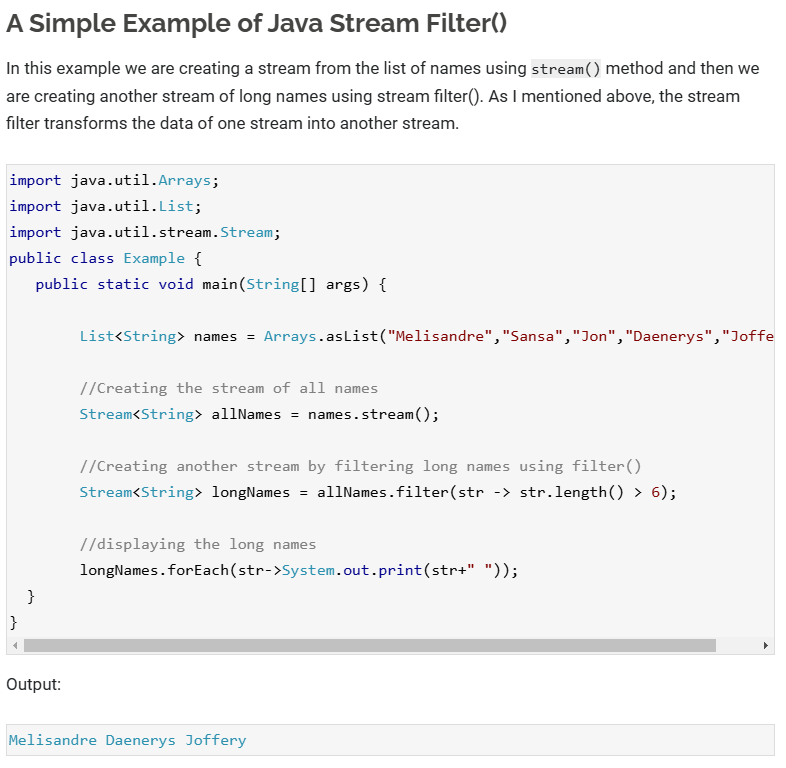 A Simple Example of Java Stream Filter()
In this example we are creating a stream from the list of names using stream() method and then we
are creating another stream of long names using stream filter(). As I mentioned above, the stream
filter transforms the data of one stream into another stream.
import java.util.Arrays;
import java.util.List;
import java.util.stream.Stream;
public class Example {
   public static void main(String[] args) {
        List<String> names = Arrays.asList("Melisandre","Sansa","Jon","Daenerys","Joffe
        //Creating the stream of all names
        Stream<String> allNames = names.stream();
        //Creating another stream by filtering long names using filter()
        Stream<String> longNames = allNames.filter(str -> str.length() > 6);
        //displaying the long names
        longNames.forEach(str->System.out.print(str+" "));
  }
}
Output:
Melisandre Daenerys Joffery